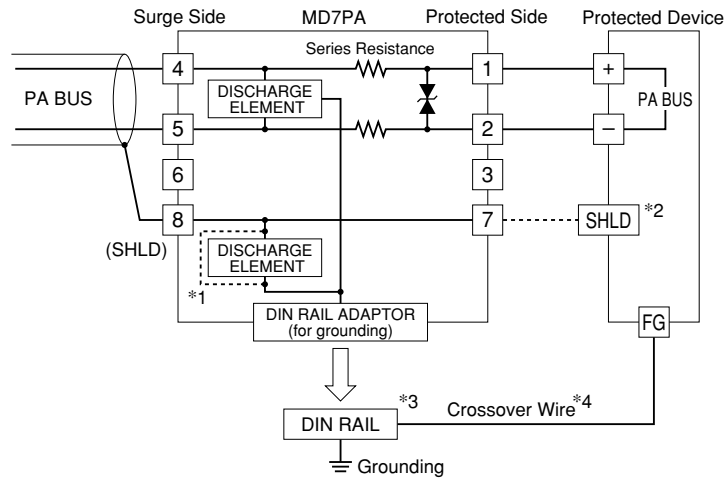 Surge Side MD7PA Protected Side Protected Device
Series Resistance
4 1 +
PA BUS DISCHARGE ELEMENT PA BUS
5 2 –
6 3
8 7 SHLD *2
(SHLD)
DISCHARGE
ELEMENT
*1
DIN RAIL ADAPTOR
(for grounding)
FG
*3
Crossover Wire*4
DIN RAIL
Grounding